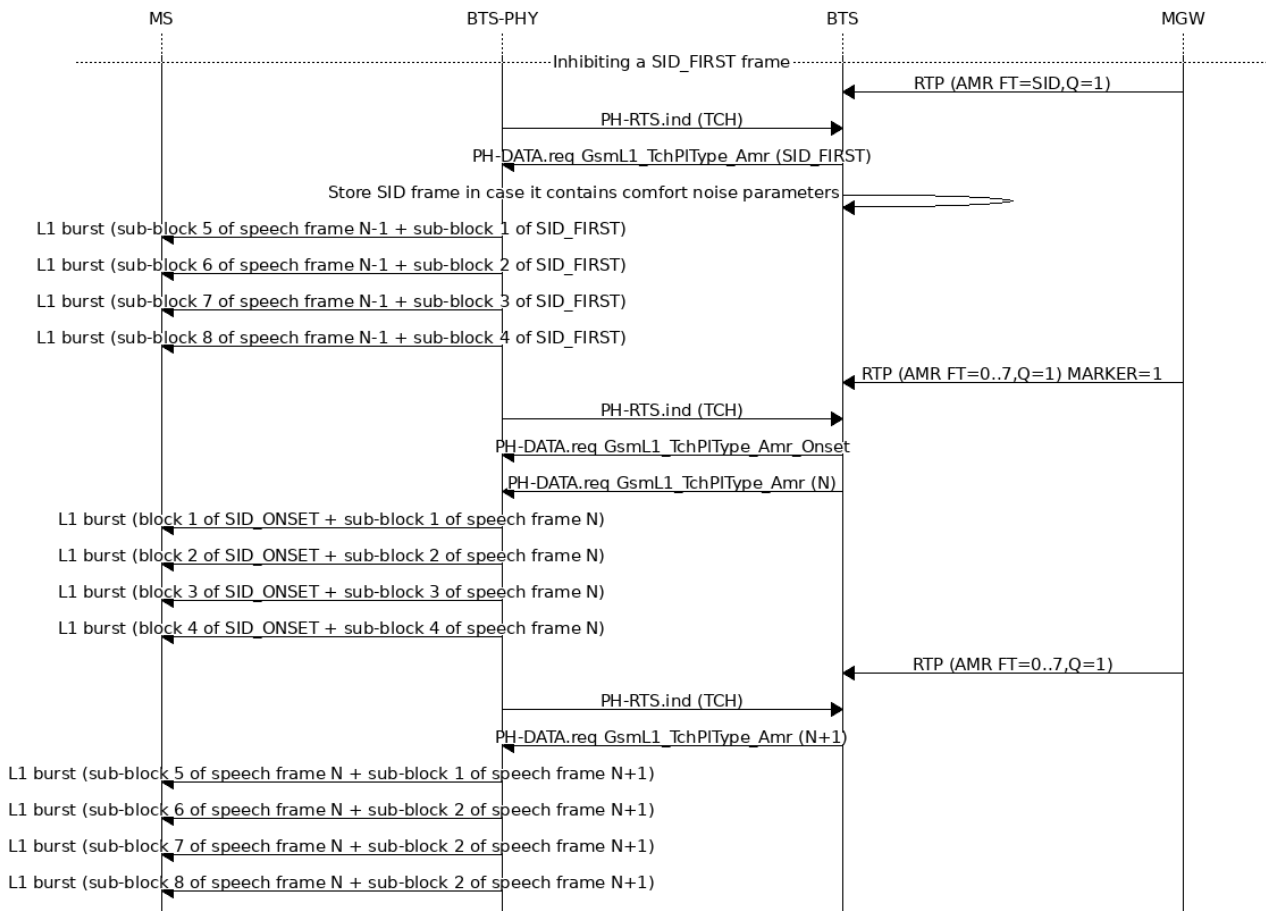 MS BTS-PHY BTS MGW
Inhibiting a SID_FIRST frame
RTP (AMR FT=SID,Q=1)
PH-RTS.ind (TCH)
PH-DATA.req GsmL1_TchPlType_Amr (SID_FIRST)
Store SID frame in case it contains comfort noise parameters
L1 burst (sub-block 5 of speech frame N-1 + sub-block 1 of SID_FIRST)
L1 burst (sub-block 6 of speech frame N-1 + sub-block 2 of SID_FIRST)
L1 burst (sub-block 7 of speech frame N-1 + sub-block 3 of SID_FIRST)
L1 burst (sub-block 8 of speech frame N-1 + sub-block 4 of SID_FIRST)
RTP (AMR FT=0..7,Q=1) MARKER=1
PH-RTS.ind (TCH)
PH-DATA.req GsmL1_TchPlType_Amr_Onset
PH-DATA.req GsmL1_TchPlType_Amr (N)
L1 burst (block 1 of SID_ONSET + sub-block 1 of speech frame N)
L1 burst (block 2 of SID_ONSET + sub-block 2 of speech frame N)
L1 burst (block 3 of SID_ONSET + sub-block 3 of speech frame N)
L1 burst (block 4 of SID_ONSET + sub-block 4 of speech frame N)
RTP (AMR FT=0..7,Q=1)
PH-RTS.ind (TCH)
PH-DATA.req GsmL1_TchPlType_Amr (N+1)
L1 burst (sub-block 5 of speech frame N + sub-block 1 of speech frame N+1)
L1 burst (sub-block 6 of speech frame N + sub-block 2 of speech frame N+1)
L1 burst (sub-block 7 of speech frame N + sub-block 2 of speech frame N+1)
L1 burst (sub-block 8 of speech frame N + sub-block 2 of speech frame N+1)